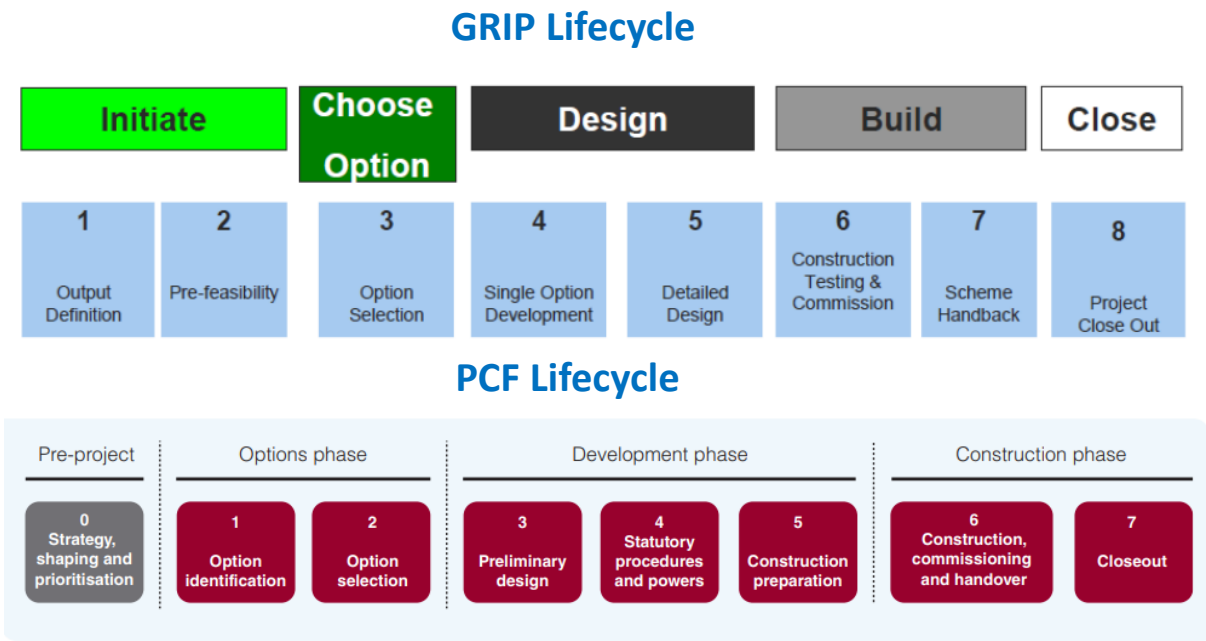 GRIP Lifecycle
Initiate
Choose
Option
Design
Build
Close
1
Output
Definition
2
Pre-feasibility
3
Option
Selection
4
Single Option
Development
5
Detailed
Design
6
Construction
Testing &
Commission
7
Scheme
Handback
8
Project
Close Out
PCF Lifecycle
Pre-project
Options phase
Development phase
Construction phase
0
Strategy,
shaping and
prioritisation
1
Option
identification
2
Option
selection
3
Preliminary
design
4
Statutory
procedures
and powers
5
Construction
preparation
6
Construction,
commissioning
and handover
7
Closeout